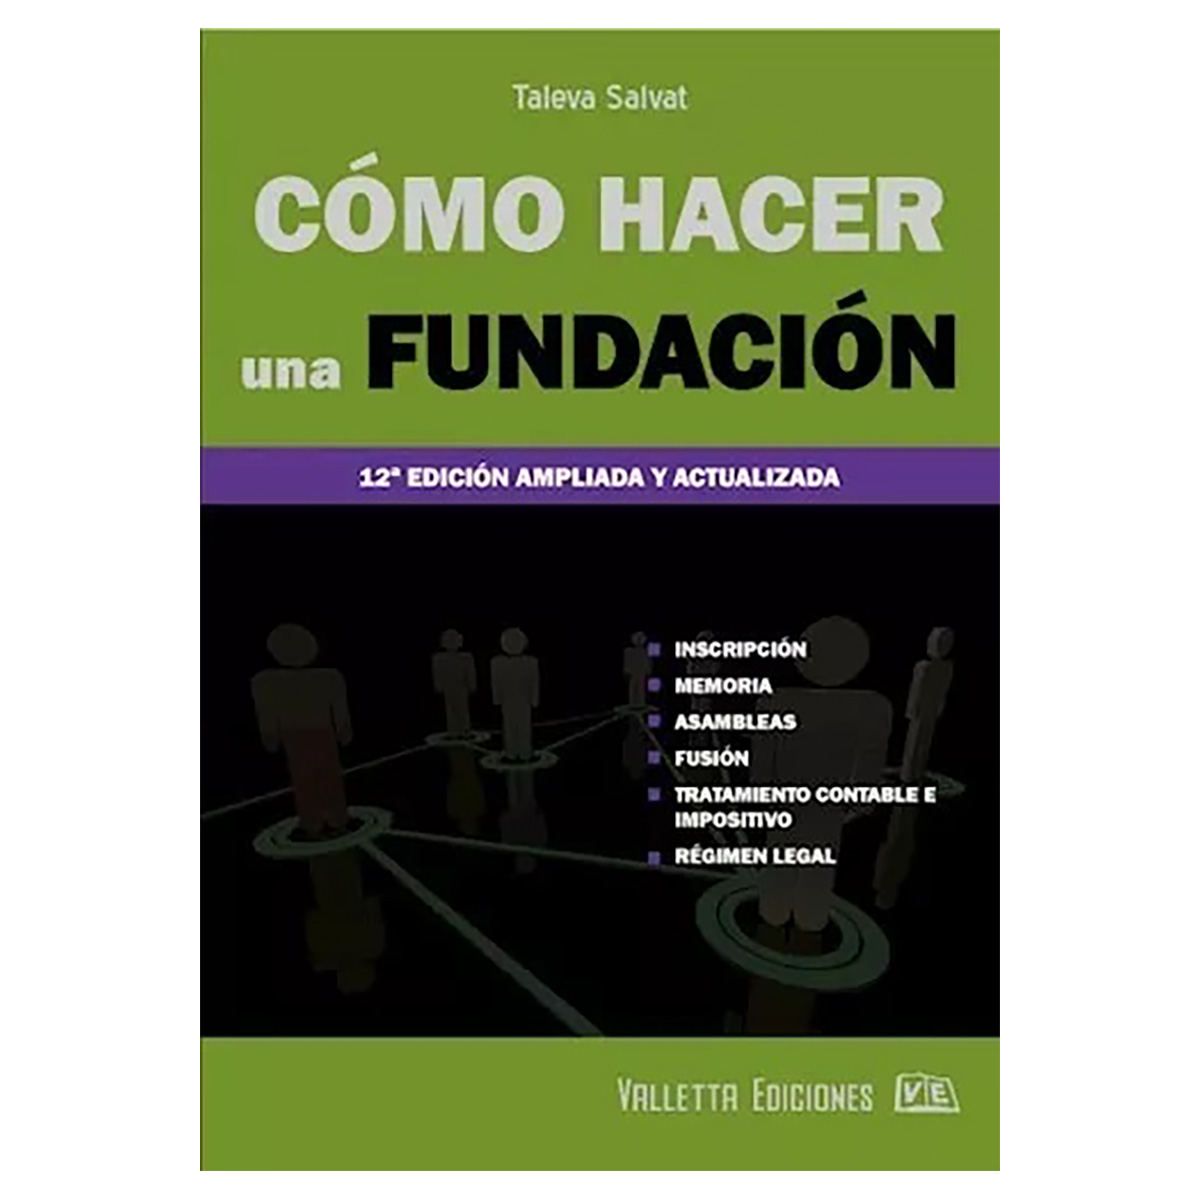 Taleva Salvat
CÓMO HACER
una FUNDACIÓN
12ª EDICIÓN AMPLIADA Y ACTUALIZADA
INSCRIPCIÓN
MEMORIA
ASAMBLEAS
FUSIÓN
TRATAMIENTO CONTABLE E
IMPOSITIVO
RÉGIMEN LEGAL
VALLETTA EDICIONES VE